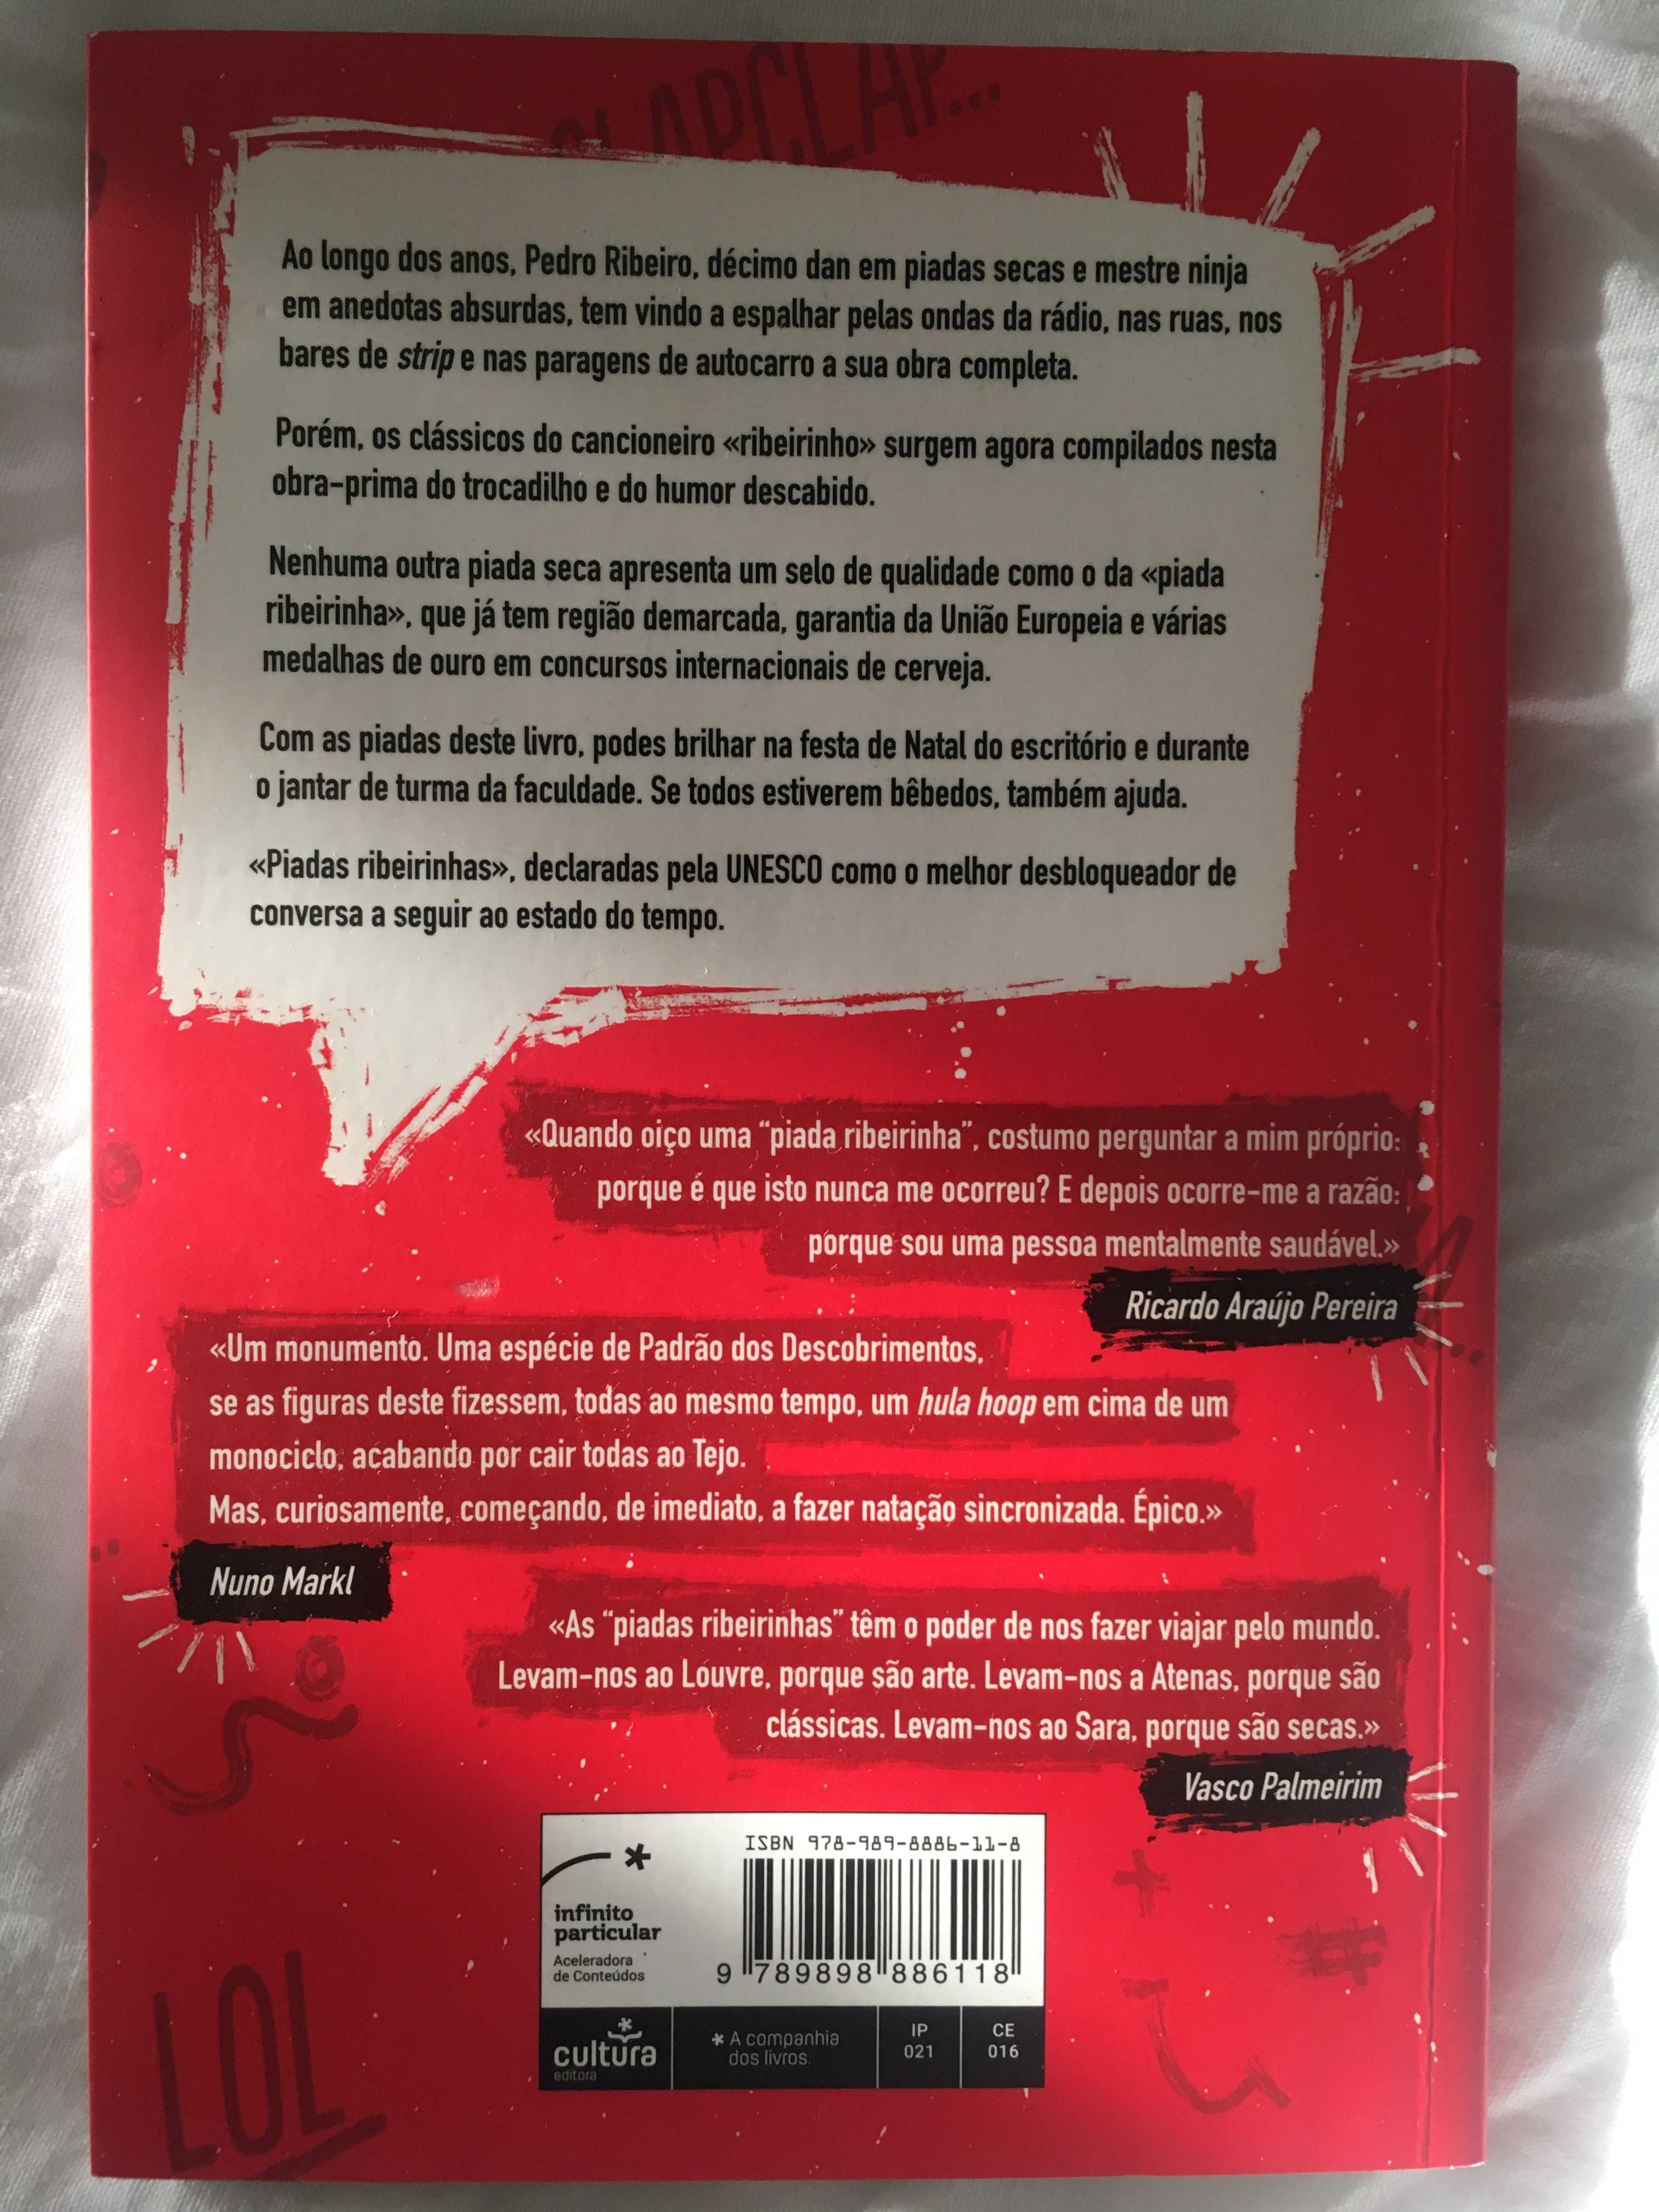 CLAPCLAP...
Ao longo dos anos, Pedro Ribeiro, décimo dan em piadas secas e mestre ninja
em anedotas absurdas, tem vindo a espalhar pelas ondas da rádio, nas ruas, nos
bares de strip e nas paragens de autocarro a sua obra completa.
Porém, os clássicos do cancioneiro «ribeirinho» surgem agora compilados nesta
obra-prima do trocadilho e do humor descabido.
Nenhuma outra piada seca apresenta um selo de qualidade como o da «piada
ribeirinha», que já tem região demarcada, garantia da União Europeia e várias
medalhas de ouro em concursos internacionais de cerveja.
Com as piadas deste livro, podes brilhar na festa de Natal do escritório e durante
o jantar de turma da faculdade. Se todos estiverem bêbedos, também ajuda.
«Piadas ribeirinhas», declaradas pela UNESCO como o melhor desbloqueador de
conversa a seguir ao estado do tempo.
«Quando oiço uma “piada ribeirinha”, costumo perguntar a mim próprio:
porque é que isto nunca me ocorreu? E depois ocorre-me a razão:
porque sou uma pessoa mentalmente saudável.»
Ricardo Araújo Pereira
«Um monumento. Uma espécie de Padrão dos Descobrimentos,
se as figuras deste fizessem, todas ao mesmo tempo, um hula hoop em cima de um
monociclo, acabando por cair todas ao Tejo.
Mas, curiosamente, começando, de imediato, a fazer natação sincronizada. Épico.»
Nuno Markl
«As “piadas ribeirinhas” têm o poder de nos fazer viajar pelo mundo.
Levam-nos ao Louvre, porque são arte. Levam-nos a Atenas, porque são
clássicas. Levam-nos ao Sara, porque são secas.»
Vasco Palmeirim
ISBN 978-989-8886-11-8
infinito
particular
Aceleradora
de Conteúdos
9 789898 886118
cultura
editora
* A companhia
dos livros.
IP
021
CE
016
LOL